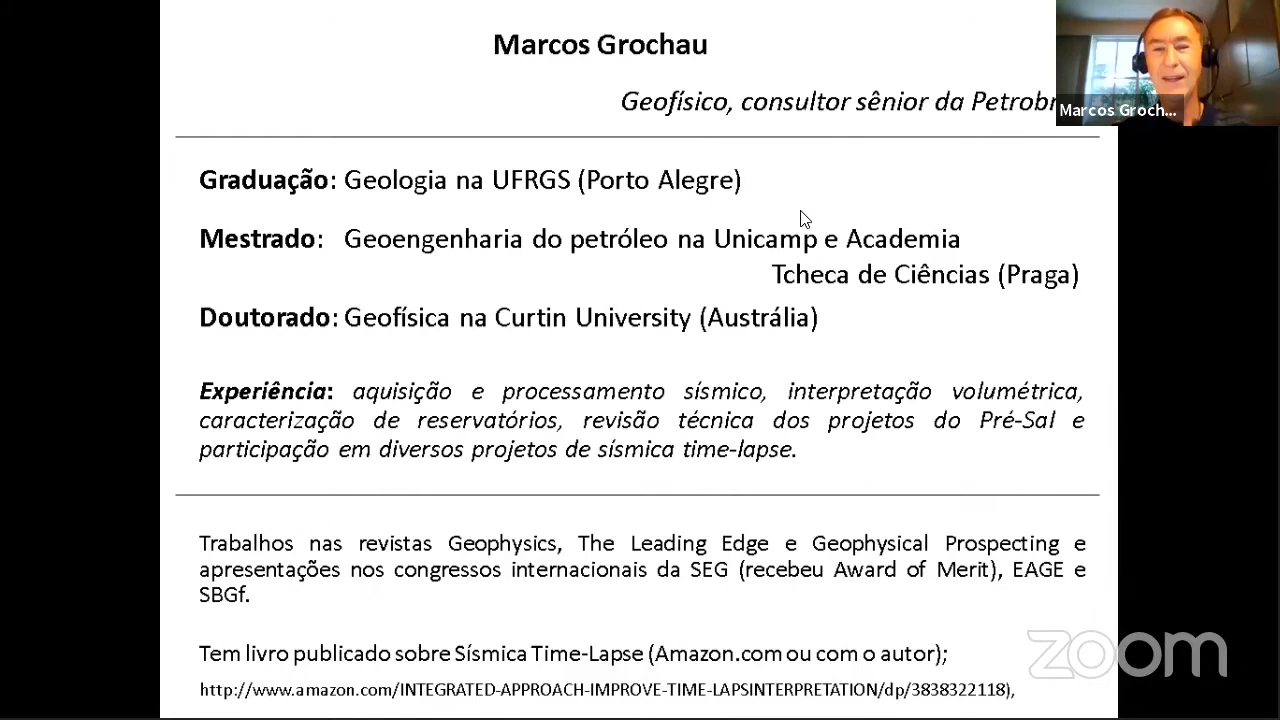 Marcos Grochau
Geofísico, consultor sênior da Petrobr
Marcos Groch...
Graduação: Geologia na UFRGS (Porto Alegre)
Mestrado: Geoengenharia do petróleo na Unicamp e Academia
Tcheca de Ciências (Praga)
Doutorado: Geofísica na Curtin University (Austrália)
Experiência: aquisição e processamento sísmico, interpretação volumétrica,
caracterização de reservatórios, revisão técnica dos projetos do Pré-Sal e
participação em diversos projetos de sísmica time-lapse.
Trabalhos nas revistas Geophysics, The Leading Edge e Geophysical Prospecting e
apresentações nos congressos internacionais da SEG (recebeu Award of Merit), EAGE e
SBGf.
Tem livro publicado sobre Sísmica Time-Lapse (Amazon.com ou com o autor);
http://www.amazon.com/INTEGRATED-APPROACH-IMPROVE-TIME-LAPSINTERPRETATION/dp/3838322118),
zoom